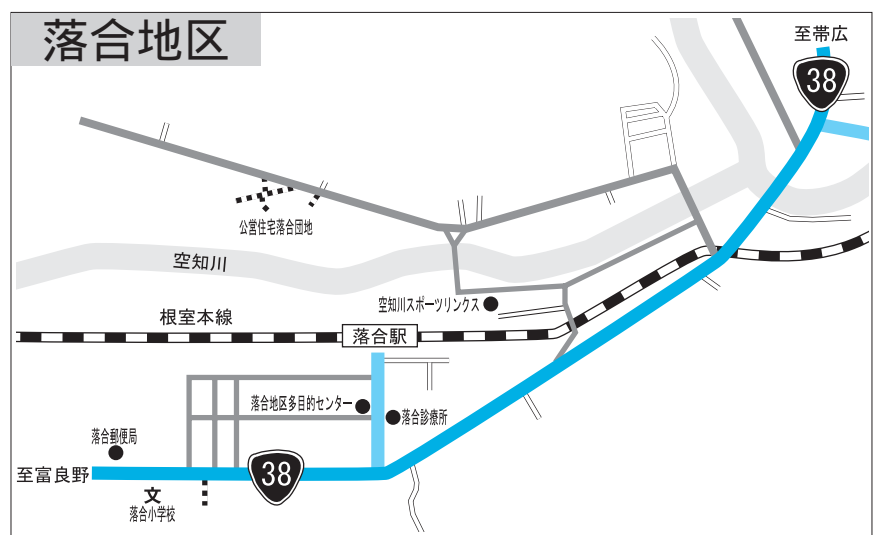 落合地区
至帯広
38
公営住宅落合団地
空知川
空知川スポーツリンクス
根室本線
落合駅
落合地区多目的センター
落合診療所
落合郵便局
至富良野
38
文
落合小学校